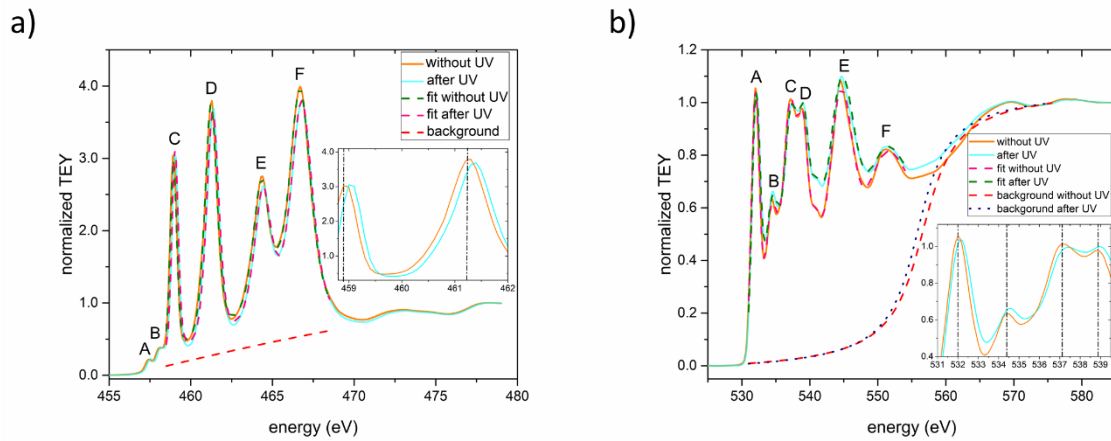 a)
normalized TEY
4.0
3.0
2.0
1.0
0.0
455
460
465
470
475
480
energy (eV)
A
B
C
D
E
F
without UV
after UV
fit without UV
fit after UV
background
4
3
2
1
0
459
460
461
462
b)
normalized TEY
1.2
1.0
0.8
0.6
0.4
0.2
0.0
530
540
550
560
570
580
energy (eV)
A
B
C
D
E
F
without UV
after UV
fit without UV
fit after UV
background without UV
backgorund after UV
1.0
0.8
0.6
0.4
531
532
533
534
535
536
537
538
539